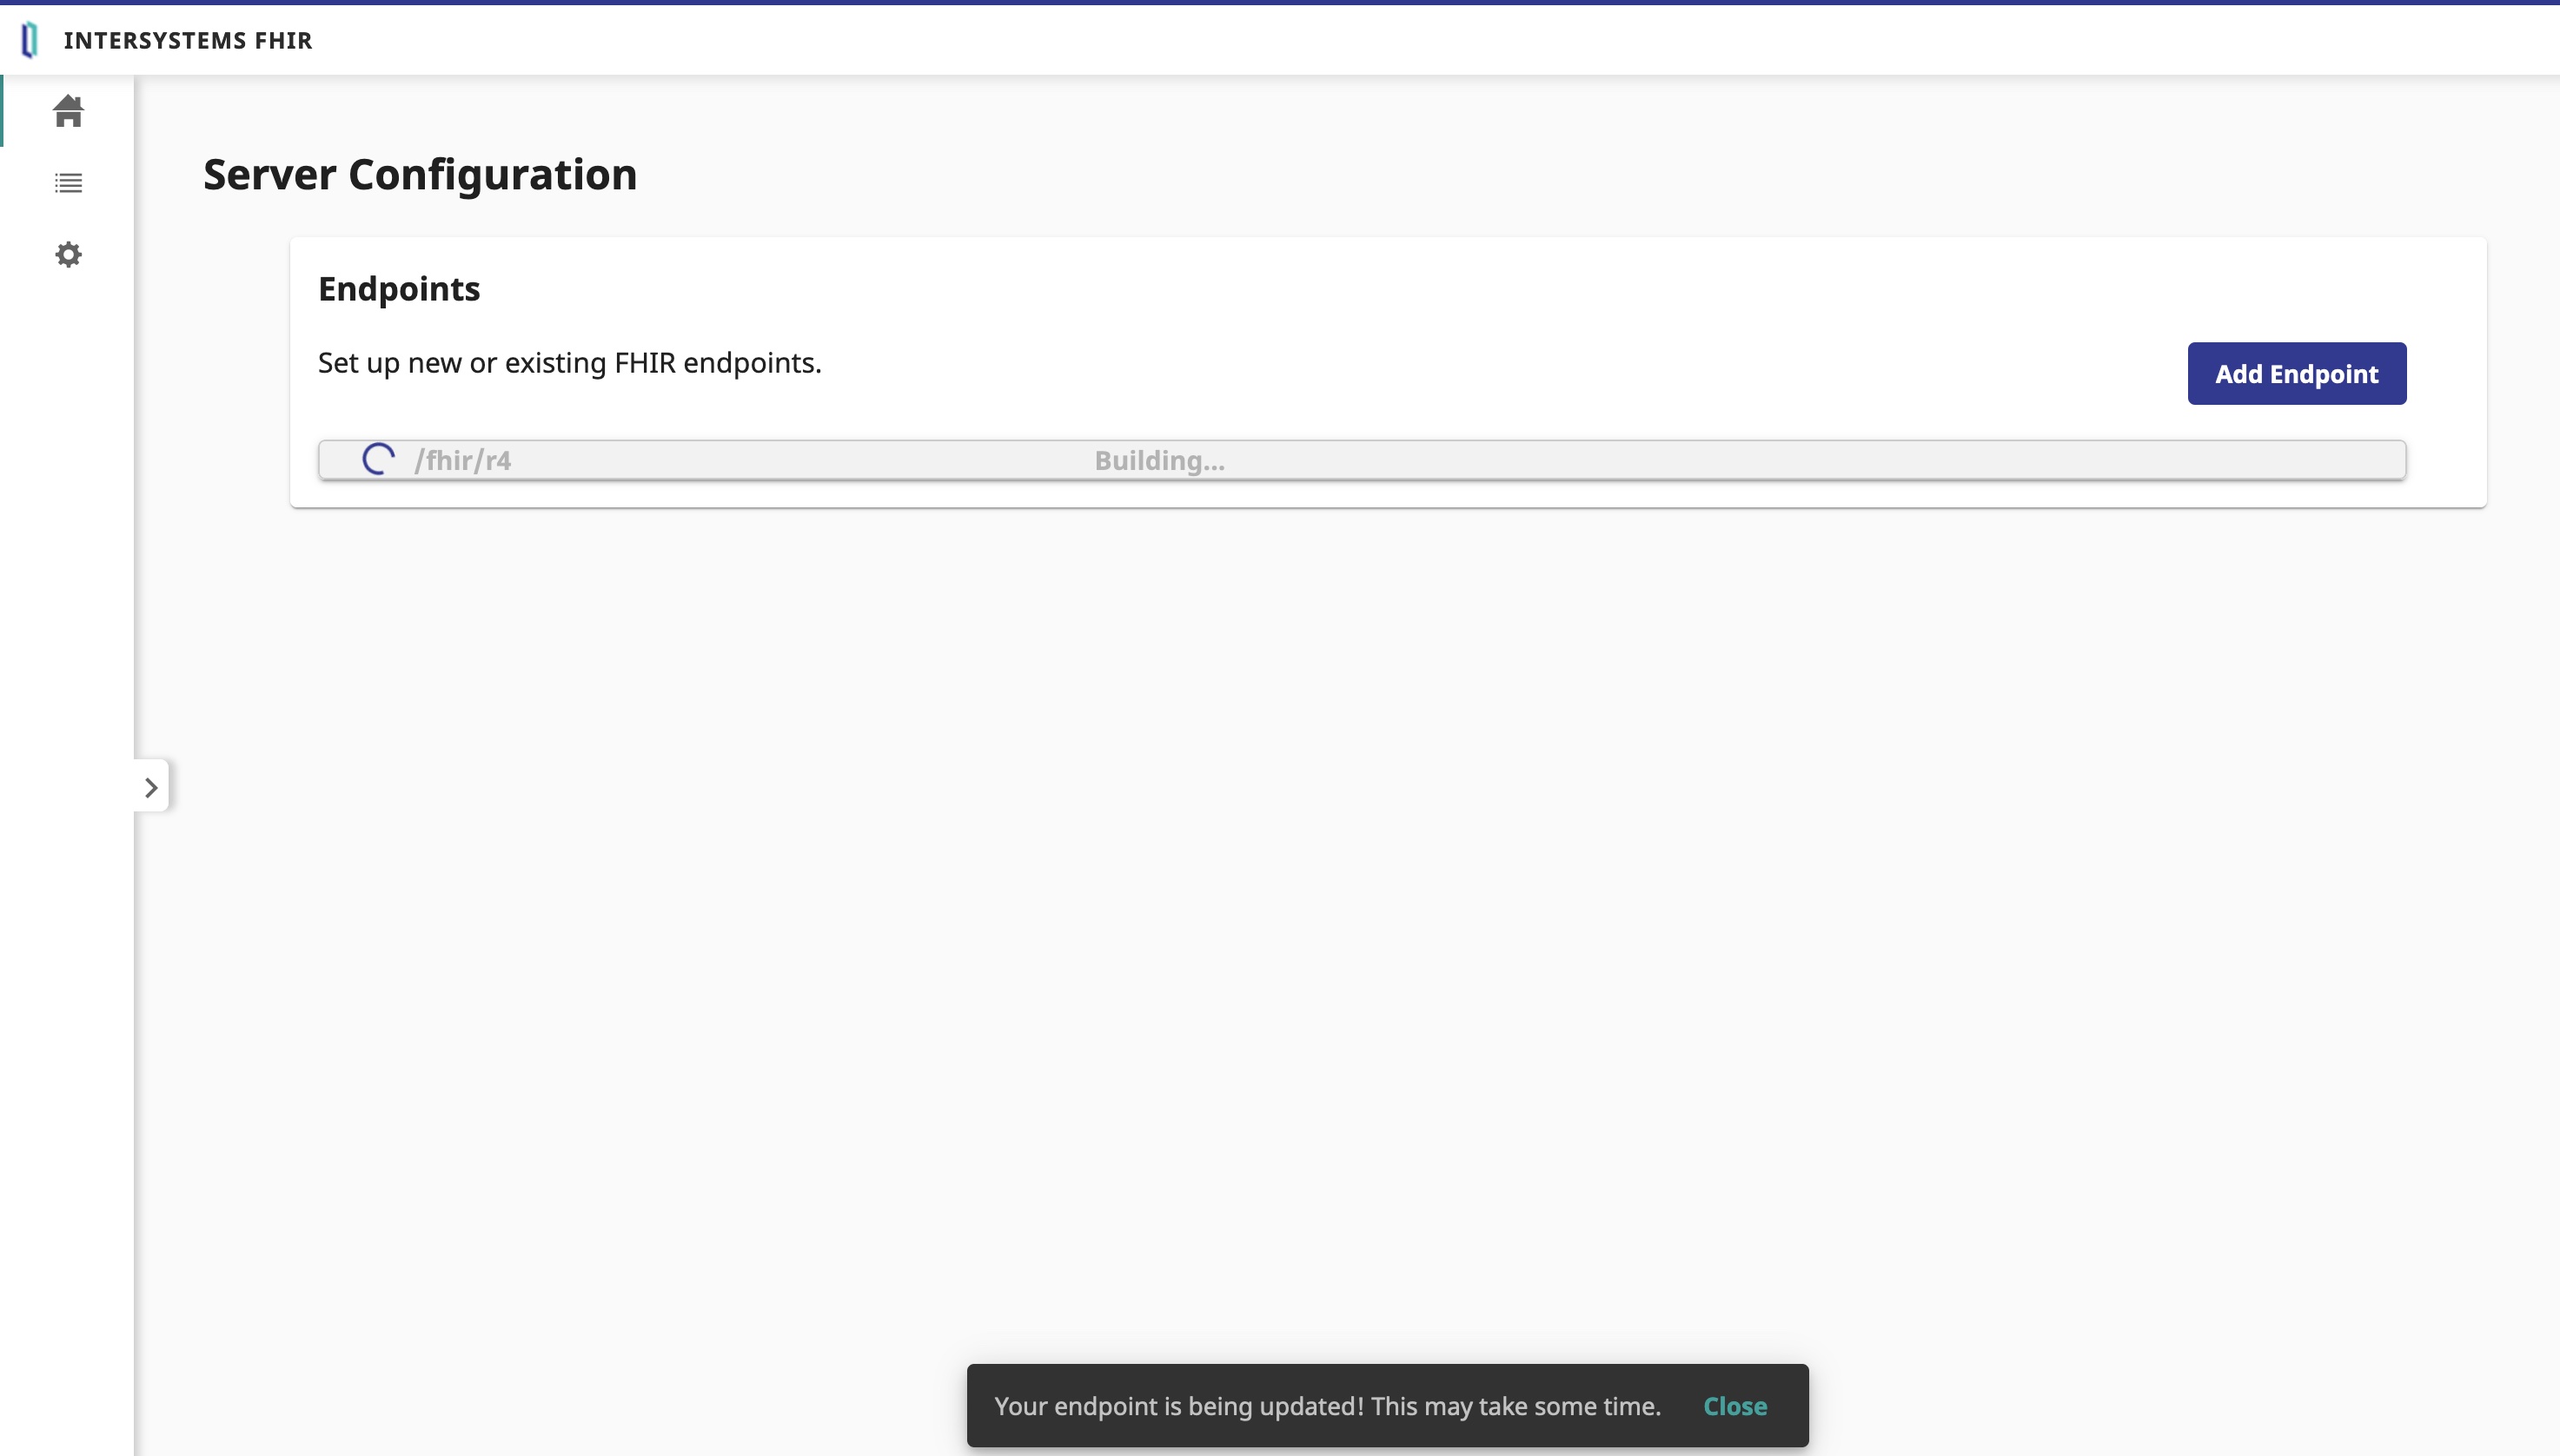 INTERSYSTEMS FHIR
Server Configuration
Endpoints
Set up new or existing FHIR endpoints.
Add Endpoint
/fhir/r4 Building...
Your endpoint is being updated! This may take some time. Close